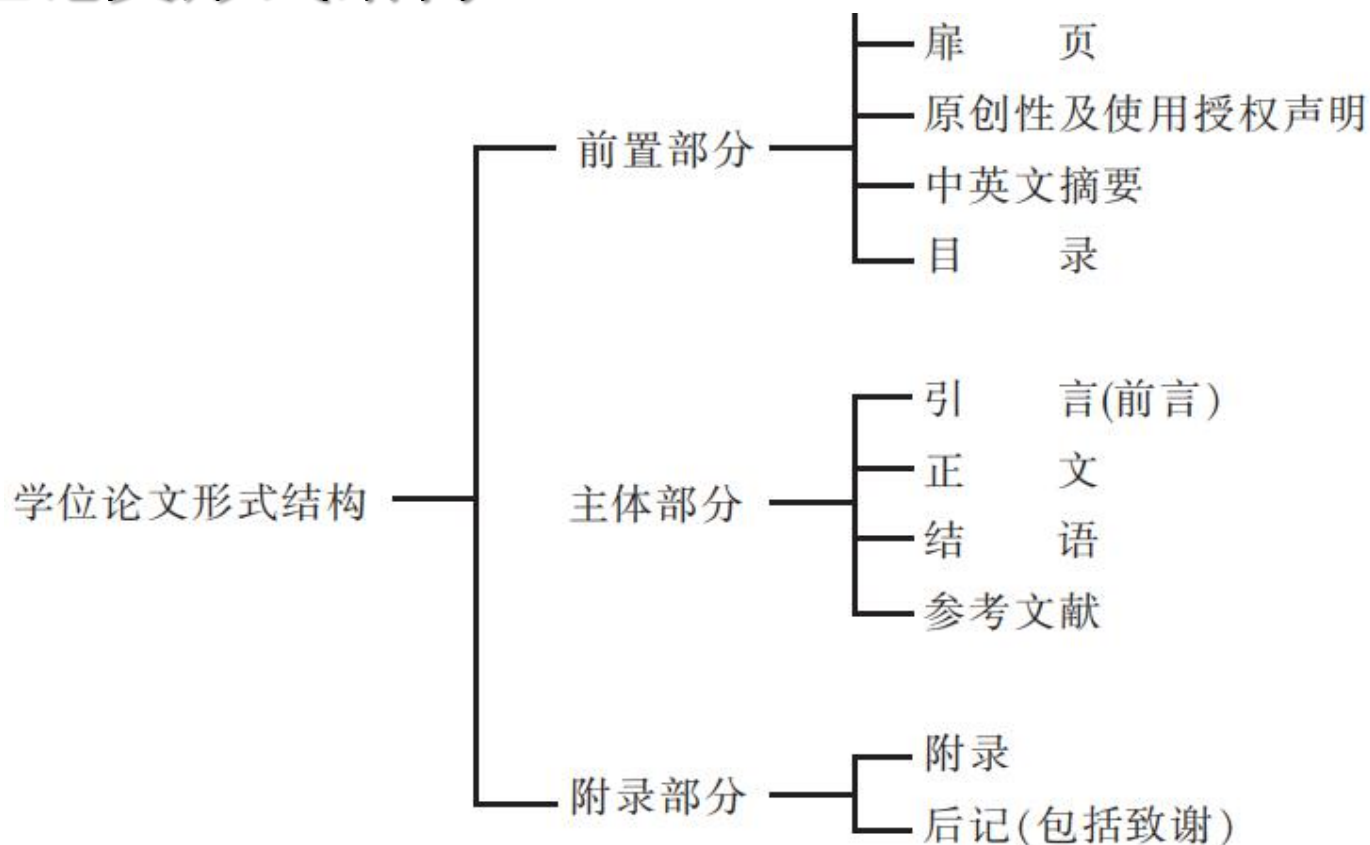 扉 页
原创性及使用授权声明
前置部分
中英文摘要
目 录
引 言(前言)
正 文
学位论文形式结构
主体部分
结 语
参考文献
附录
附录部分
后记(包括致谢)